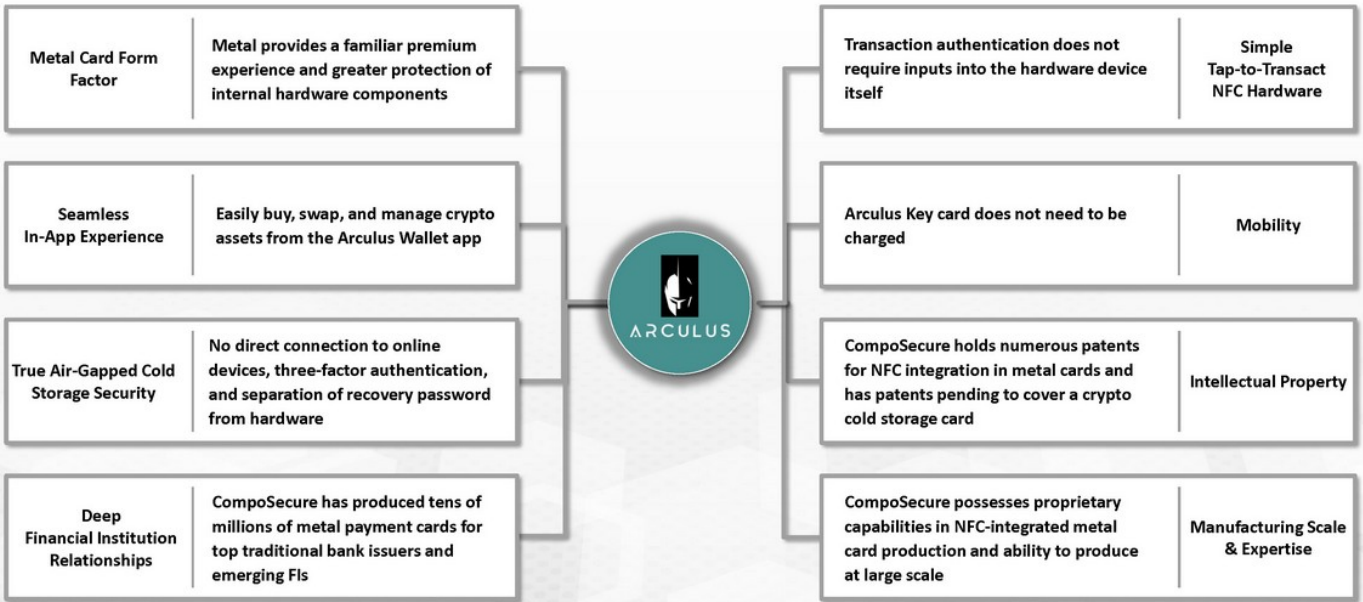 Metal Card Form
Factor
Metal provides a familiar premium
experience and greater protection of
internal hardware components
Seamless
In-App Experience
Easily buy, swap, and manage crypto
assets from the Arculus Wallet app
True Air-Gapped Cold
Storage Security
No direct connection to online
devices, three-factor authentication,
and separation of recovery password
from hardware
Deep
Financial Institution
Relationships
CompoSecure has produced tens of
millions of metal payment cards for
top traditional bank issuers and
emerging FIs
ARCULUS
Transaction authentication does not
require inputs into the hardware device
itself
Simple
Tap-to-Transact
NFC Hardware
Arculus Key card does not need to be
charged
Mobility
CompoSecure holds numerous patents
for NFC integration in metal cards and
has patents pending to cover a crypto
cold storage card
Intellectual Property
CompoSecure possesses proprietary
capabilities in NFC-integrated metal
card production and ability to produce
at large scale
Manufacturing Scale
& Expertise